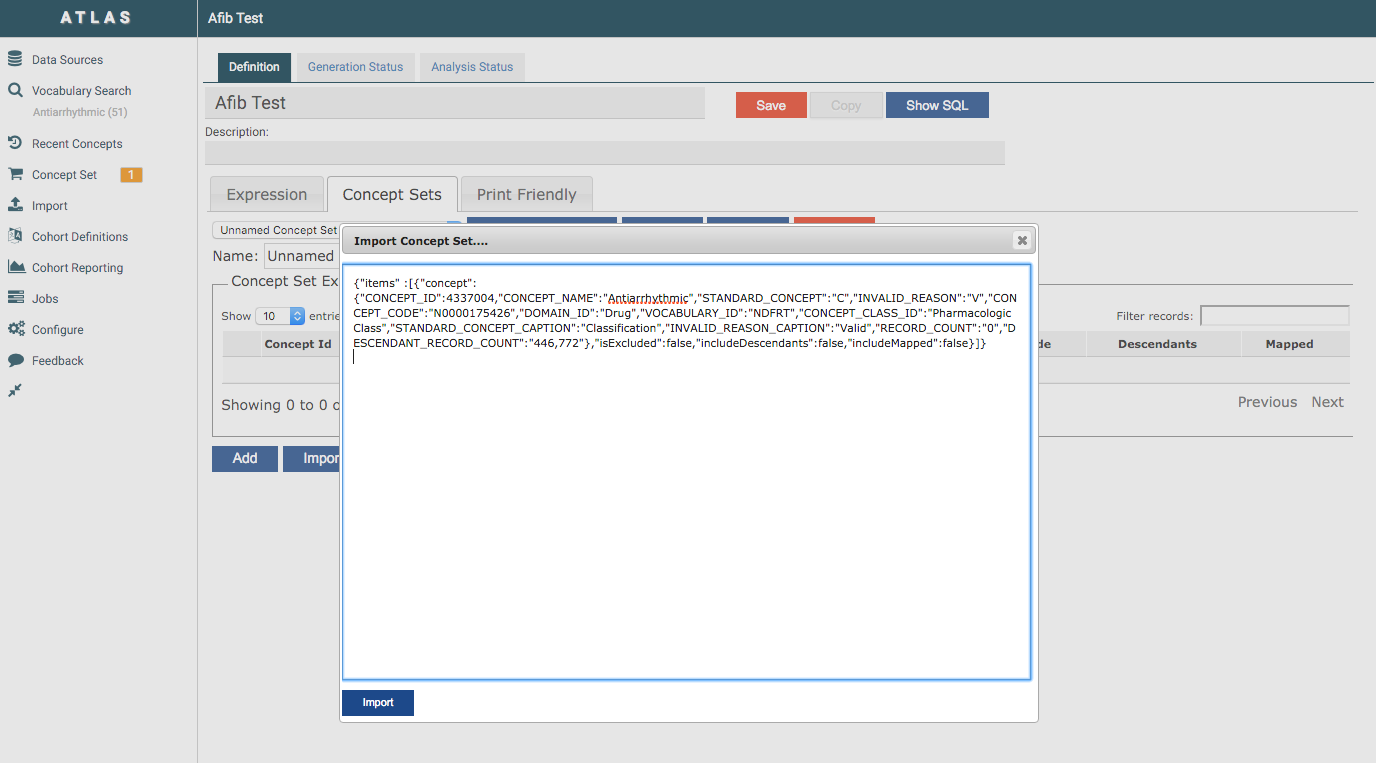 ATLAS
Afib Test
Data Sources
Vocabulary Search
Antiarrhythmic (51)
Recent Concepts
Concept Set 1
Import
Cohort Definitions
Cohort Reporting
Jobs
Configure
Feedback
Definition Generation Status Analysis Status
Afib Test
Save Copy Show SQL
Description:
Expression Concept Sets Print Friendly
Unnamed Concept Set
Name: Unnamed
Concept Set Ex
Show 10 entrie
Filter records:
Concept Id
de Descendants Mapped
Showing 0 to 0 o
Previous Next
Add Impor
Import Concept Set....
{"items" :[{"concept":
{"CONCEPT_ID":4337004,"CONCEPT_NAME":"Antiarrhythmic","STANDARD_CONCEPT":"C","INVALID_REASON":"V","CON
CEPT_CODE":"N0000175426","DOMAIN_ID":"Drug","VOCABULARY_ID":"NDFRT","CONCEPT_CLASS_ID":"Pharmacologic
Class","STANDARD_CONCEPT_CAPTION":"Classification","INVALID_REASON_CAPTION":"Valid","RECORD_COUNT":"0","D
ESCENDANT_RECORD_COUNT":"446,772"},"isExcluded":false,"includeDescendants":false,"includeMapped":false}]}
Import